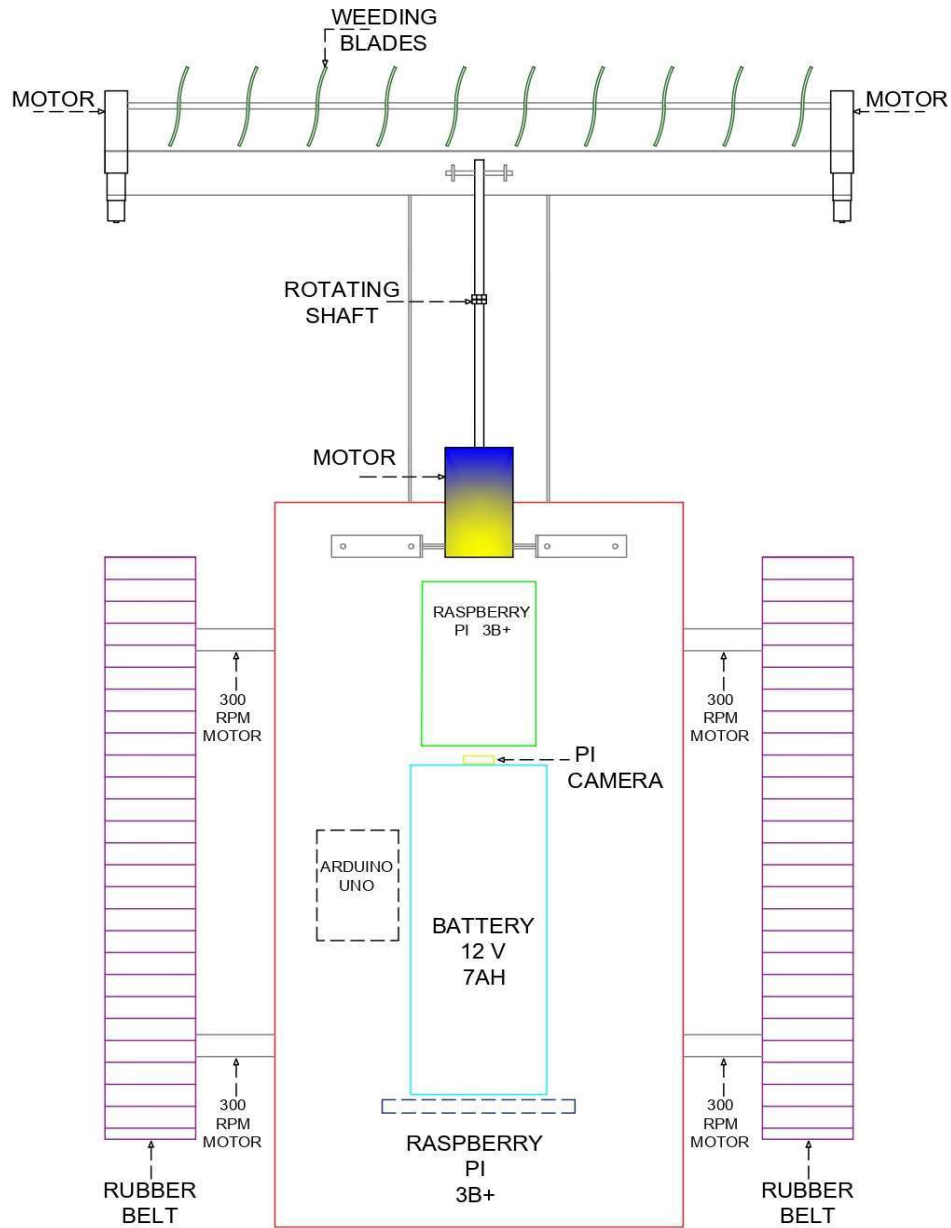 WEEDING
BLADES
MOTOR
MOTOR
ROTATING
SHAFT
MOTOR
RASPBERRY
PI 3B+
300
RPM
MOTOR
300
RPM
MOTOR
PI
CAMERA
ARDUINO
UNO
BATTERY
12 V
7AH
300
RPM
MOTOR
300
RPM
MOTOR
RASPBERRY
PI
3B+
RUBBER
BELT
RUBBER
BELT